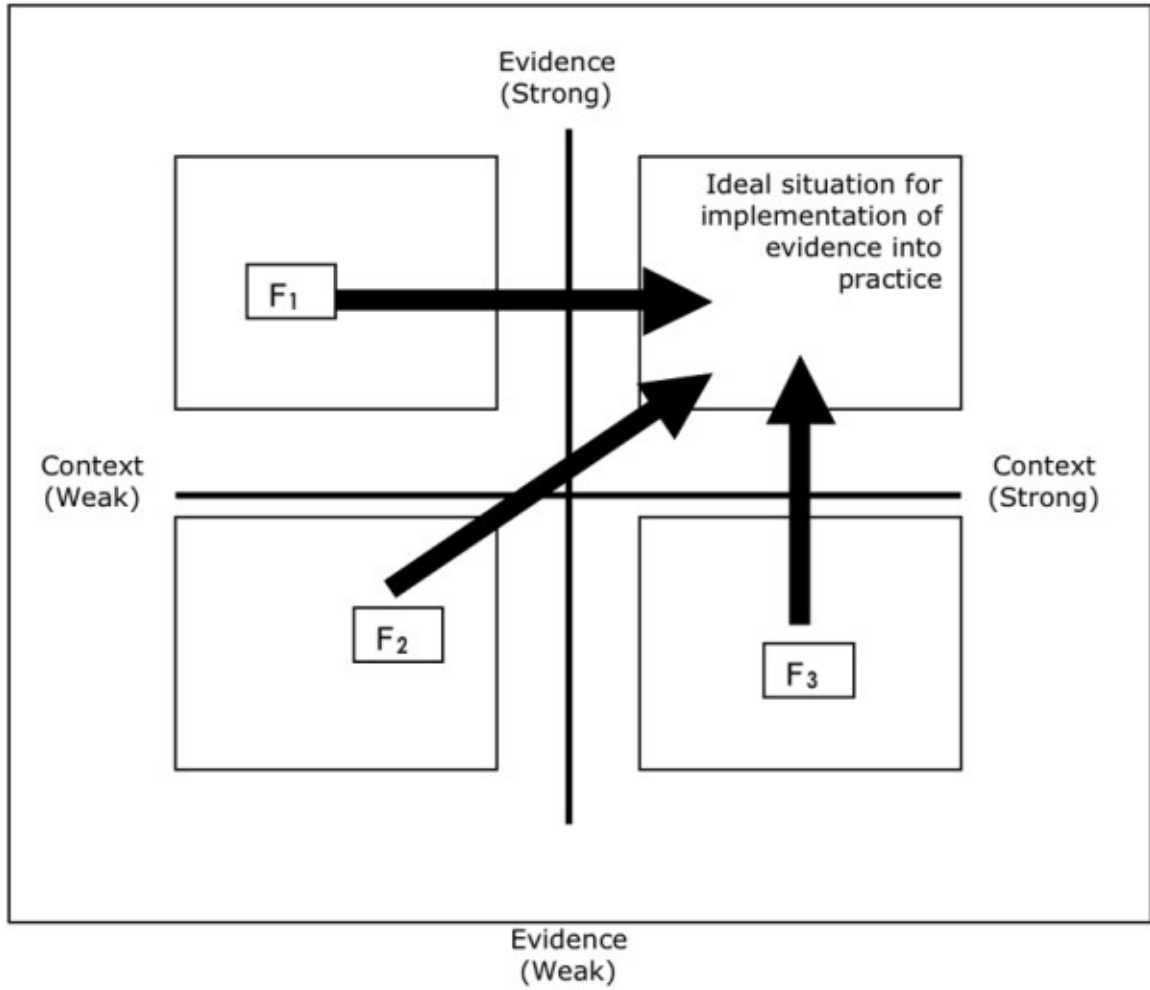 Evidence
(Strong)
Ideal situation for
implementation of
evidence into
practice
F₁
Context
(Weak)
Context
(Strong)
F₂
F₃
Evidence
(Weak)